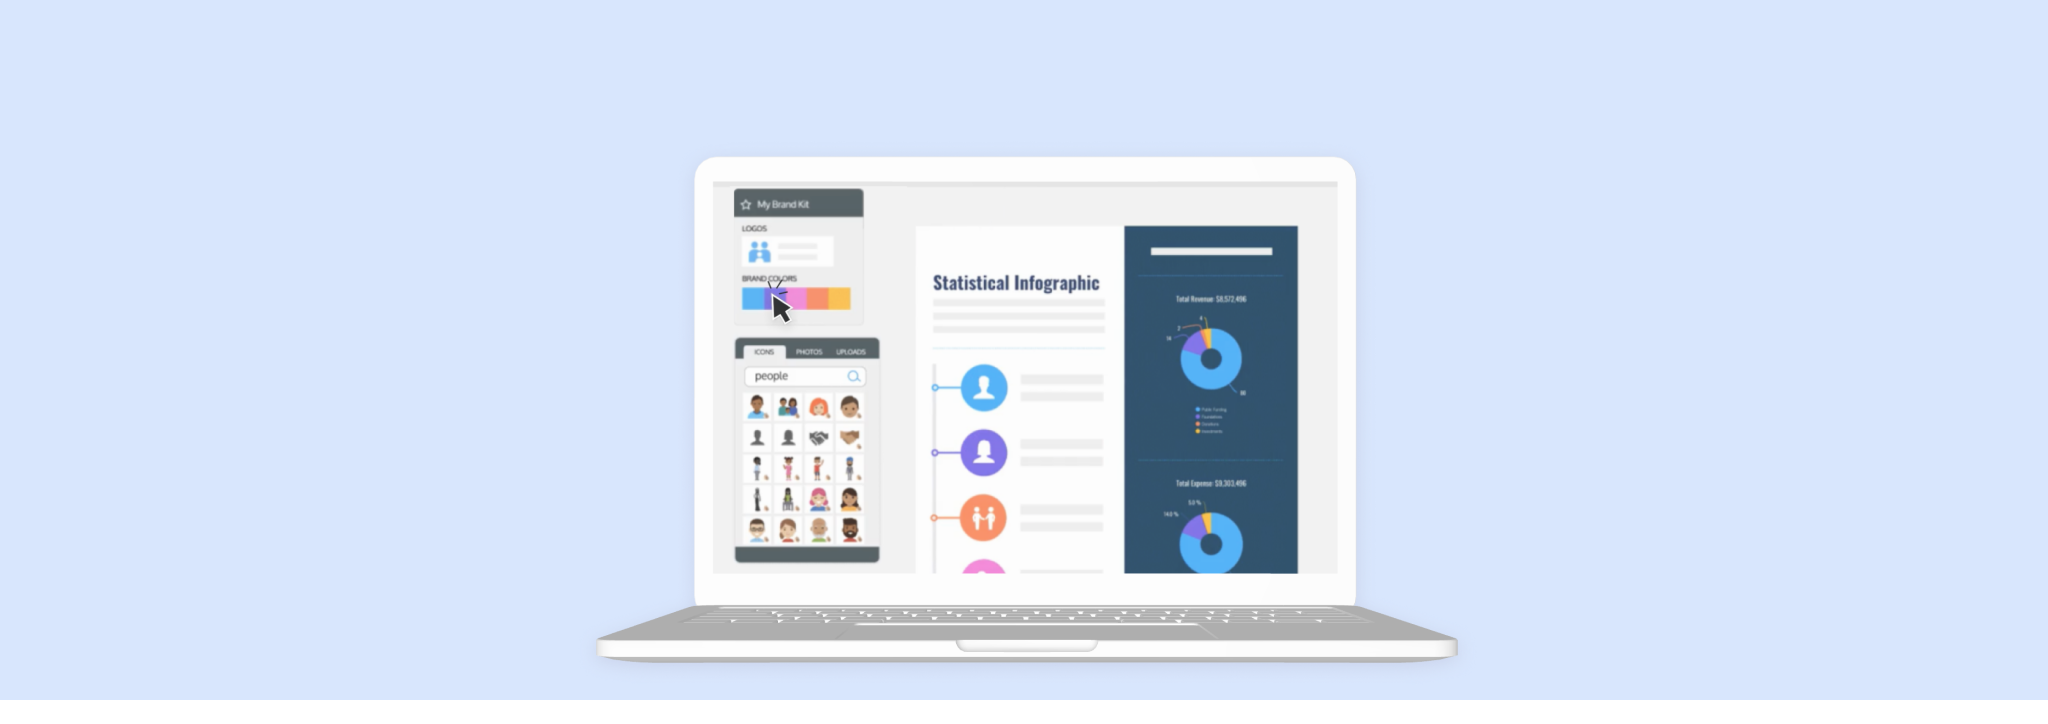 My Brand Kit
LOGOS
BRAND COLORS
ICONS PHOTOS UPLOADS
people
Statistical Infographic
Total Revenue: $8,572,496
Total Expense: $9,303,496
5.0 %
14.0 %